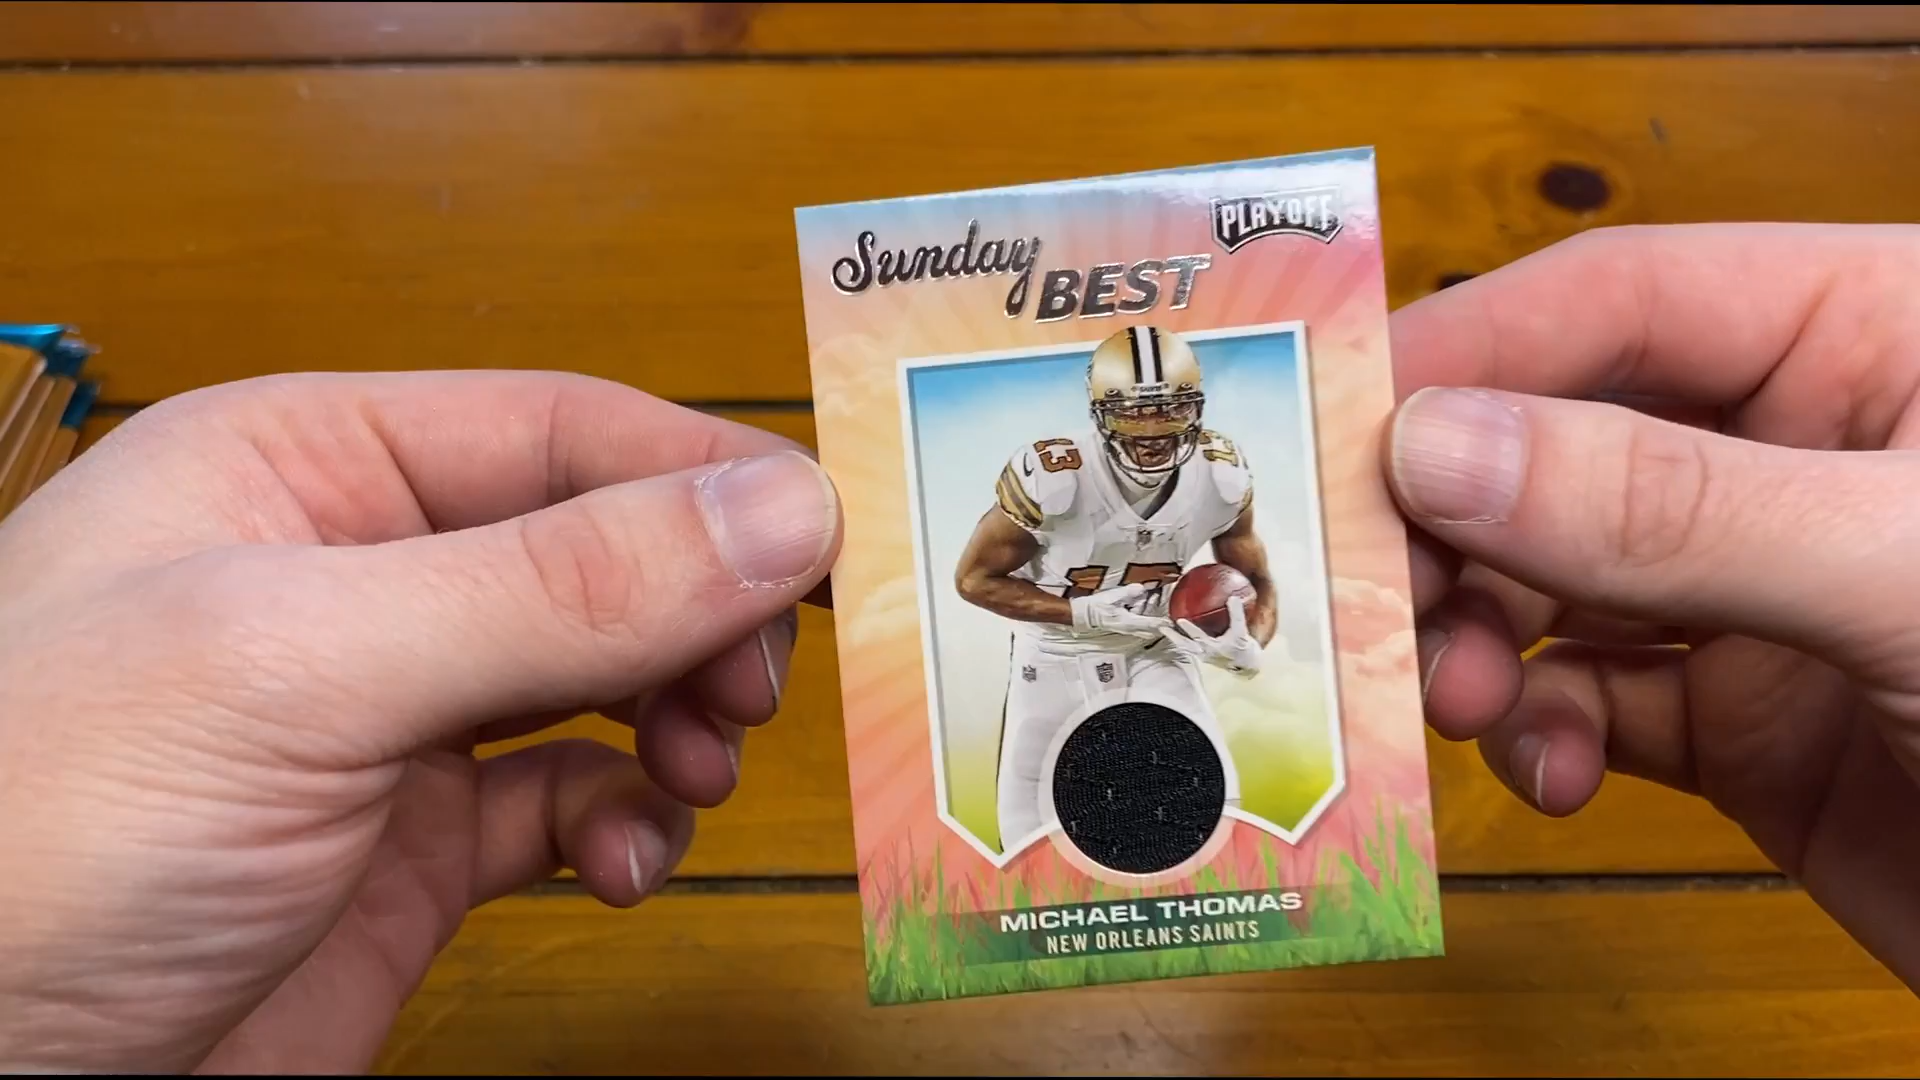 Sunday
BEST
PLAYOFF
13
13
MICHAEL THOMAS
NEW ORLEANS SAINTS